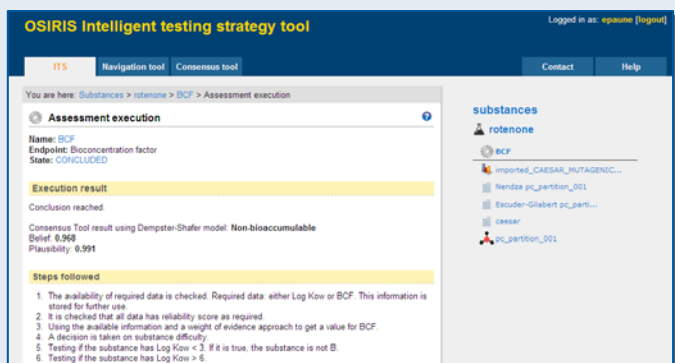 OSIRIS Intelligent testing strategy tool
Logged in as: epaune [logout]
ITS
Navigation tool
Consensus tool
Contact
Help
You are here: Substances > rotenone > BCF > Assessment execution
Assessment execution
?
Name: BCF
Endpoint: Bioconcentration factor
State: CONCLUDED
Execution result
Conclusion reached.
Consensus Tool result using Dempster-Shafer model: Non-bioaccumulable
Belief: 0.968
Plausibility: 0.991
Steps followed
1. The availability of required data is checked. Required data: either Log Kow or BCF. This information is
stored for further use.
2. It is checked that all data has reliability score as required.
3. Using the available information and a weight of evidence approach to get a value for BCF.
4. A decision is taken on substance difficulty.
5. Testing if the substance has Log Kow < 3. If it is true, the substance is not B.
6. Testing if the substance has Log Kow > 6.
substances
rotenone
BCF
imported_CAESAR_MUTAGENIC...
Nendza pc_partition_001
Escuder-Gilabert pc_parti...
caesar
pc_partition_001